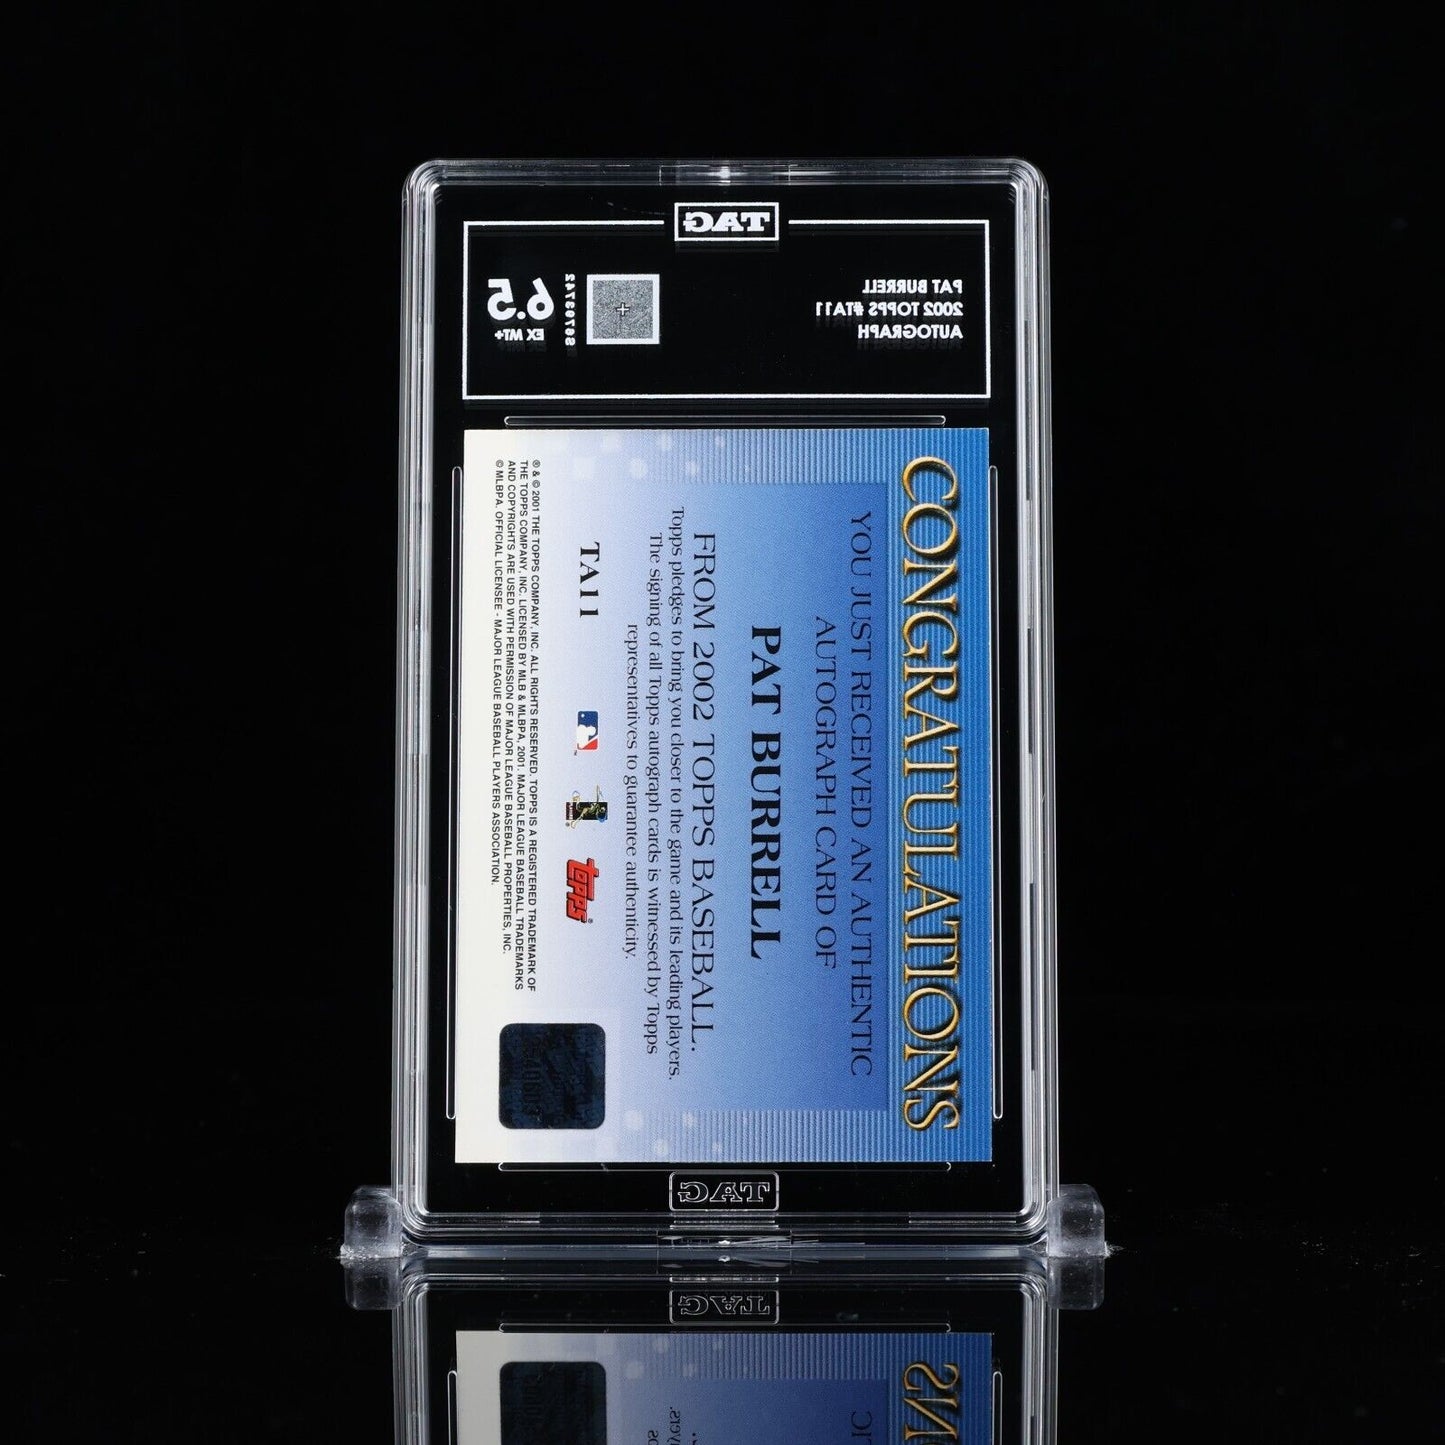 TAG
PAT BURRELL
2002 TOPPS #TA11
AUTOGRAPH
6.5
EX MT+
CONGRATULATIONS
YOU JUST RECEIVED AN AUTHENTIC
AUTOGRAPH CARD OF
PAT BURRELL
FROM 2002 TOPPS BASEBALL.
Topps pledges to bring you closer to the game and its leading players.
The signing of all Topps autograph cards is witnessed by Topps
representatives to guarantee authenticity.
TA11
topps
® & © 2001 THE TOPPS COMPANY, INC. ALL RIGHTS RESERVED. TOPPS IS A REGISTERED TRADEMARK OF
THE TOPPS COMPANY, INC. LICENSED BY MLB & MLBPA, 2001. MAJOR LEAGUE BASEBALL TRADEMARKS
AND COPYRIGHTS ARE USED WITH PERMISSION OF MAJOR LEAGUE BASEBALL PROPERTIES, INC.
© MLBPA. OFFICIAL LICENSEE - MAJOR LEAGUE BASEBALL PLAYERS ASSOCIATION.
TAG